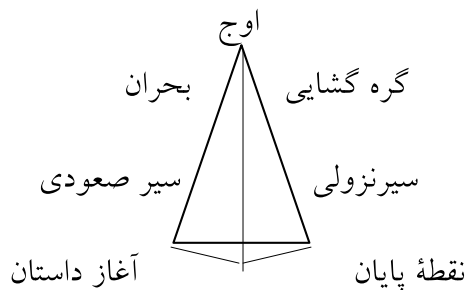 اوج
گره گشایی
بحران
سیرنزولی
سیر صعودی
نقطهٔ پایان
آغاز داستان